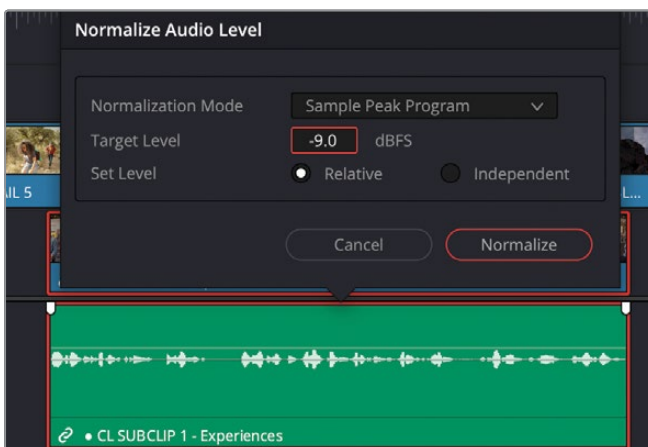 Normalize Audio Level
Normalization Mode Sample Peak Program
Target Level -9.0 dBFS
Set Level Relative Independent
IL 5 L...
Cancel Normalize
CL SUBCLIP 1 - Experiences